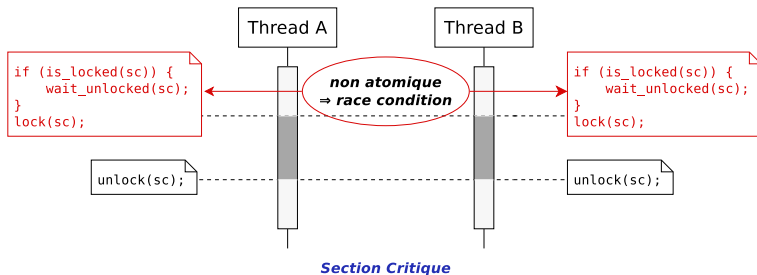 Thread A
Thread B
if (is_locked(sc)) {
    wait_unlocked(sc);
}
lock(sc);
non atomique
⇒ race condition
if (is_locked(sc)) {
    wait_unlocked(sc);
}
lock(sc);
unlock(sc);
unlock(sc);
Section Critique